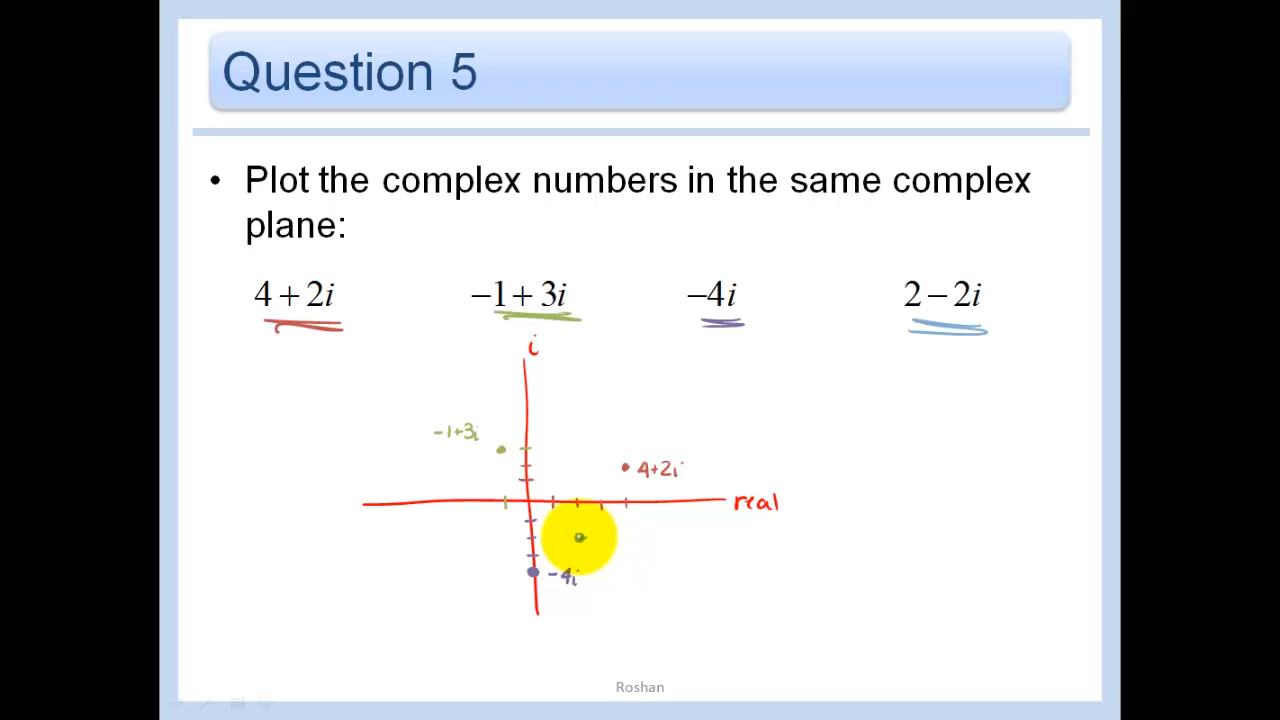 Question 5
• Plot the complex numbers in the same complex
plane:
4 + 2i −1 + 3i −4i 2 − 2i
i
-1+3i
4+2i
real
-4i
Roshan